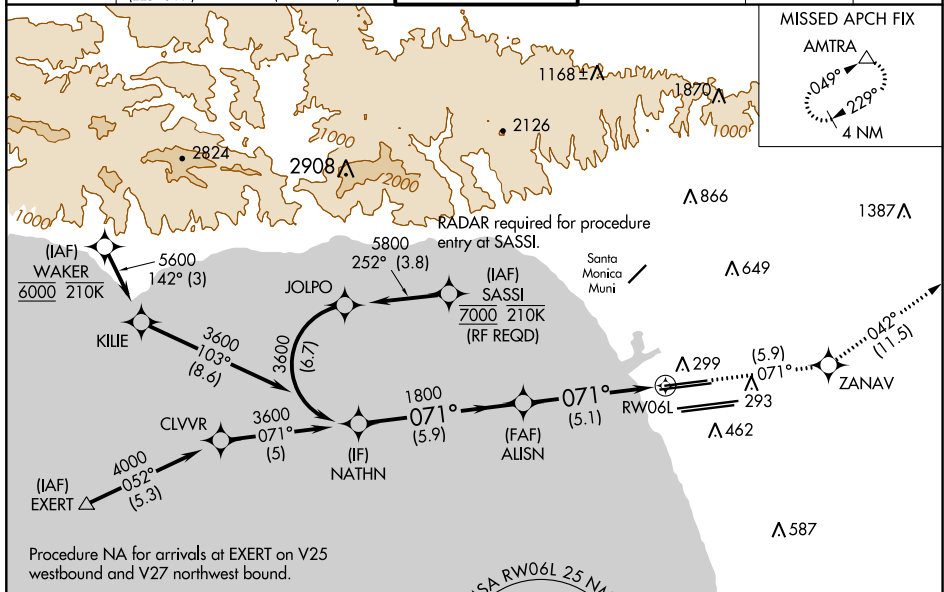 MISSED APCH FIX
AMTRA
049°
229°
4 NM
1168±
1870
1000
2126
1000
2824
2908
2000
1000
866
1387
RADAR required for procedure
entry at SASSI.
5800
252° (3.8)
(IAF)
WAKER
6000 210K
5600
142° (3)
JOLPO
(IAF)
SASSI
7000 210K
(RF REQD)
Santa
Monica
Muni
649
KILIE
3600
103°
(8.6)
3600
(6.7)
042°
(11.5)
299
(5.9)
071°
ZANAV
RW06L
293
462
1800
071°
(5.9)
071°
(5.1)
CLVVR
3600
071°
(5)
(IF)
NATHN
(FAF)
ALISN
4000
052°
(5.3)
(IAF)
EXERT
587
Procedure NA for arrivals at EXERT on V25
westbound and V27 northwest bound.
SA RW06L 25 N